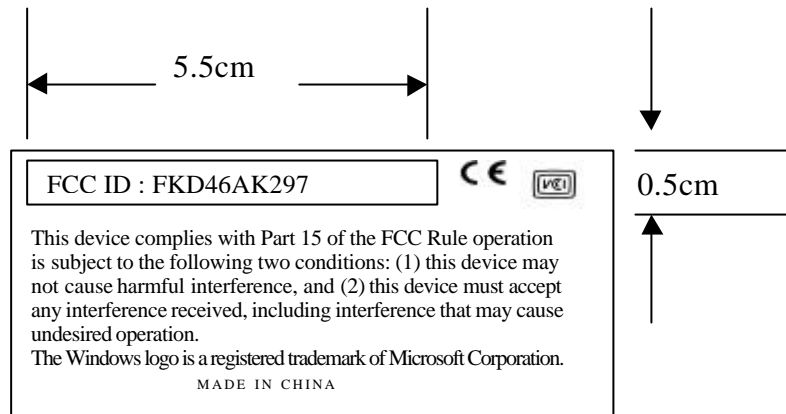 5.5cm
FCC ID : FKD46AK297
CE
VCCI
0.5cm
This device complies with Part 15 of the FCC Rule operation
is subject to the following two conditions: (1) this device may
not cause harmful interference, and (2) this device must accept
any interference received, including interference that may cause
undesired operation.
The Windows logo is a registered trademark of Microsoft Corporation.
MADE IN CHINA